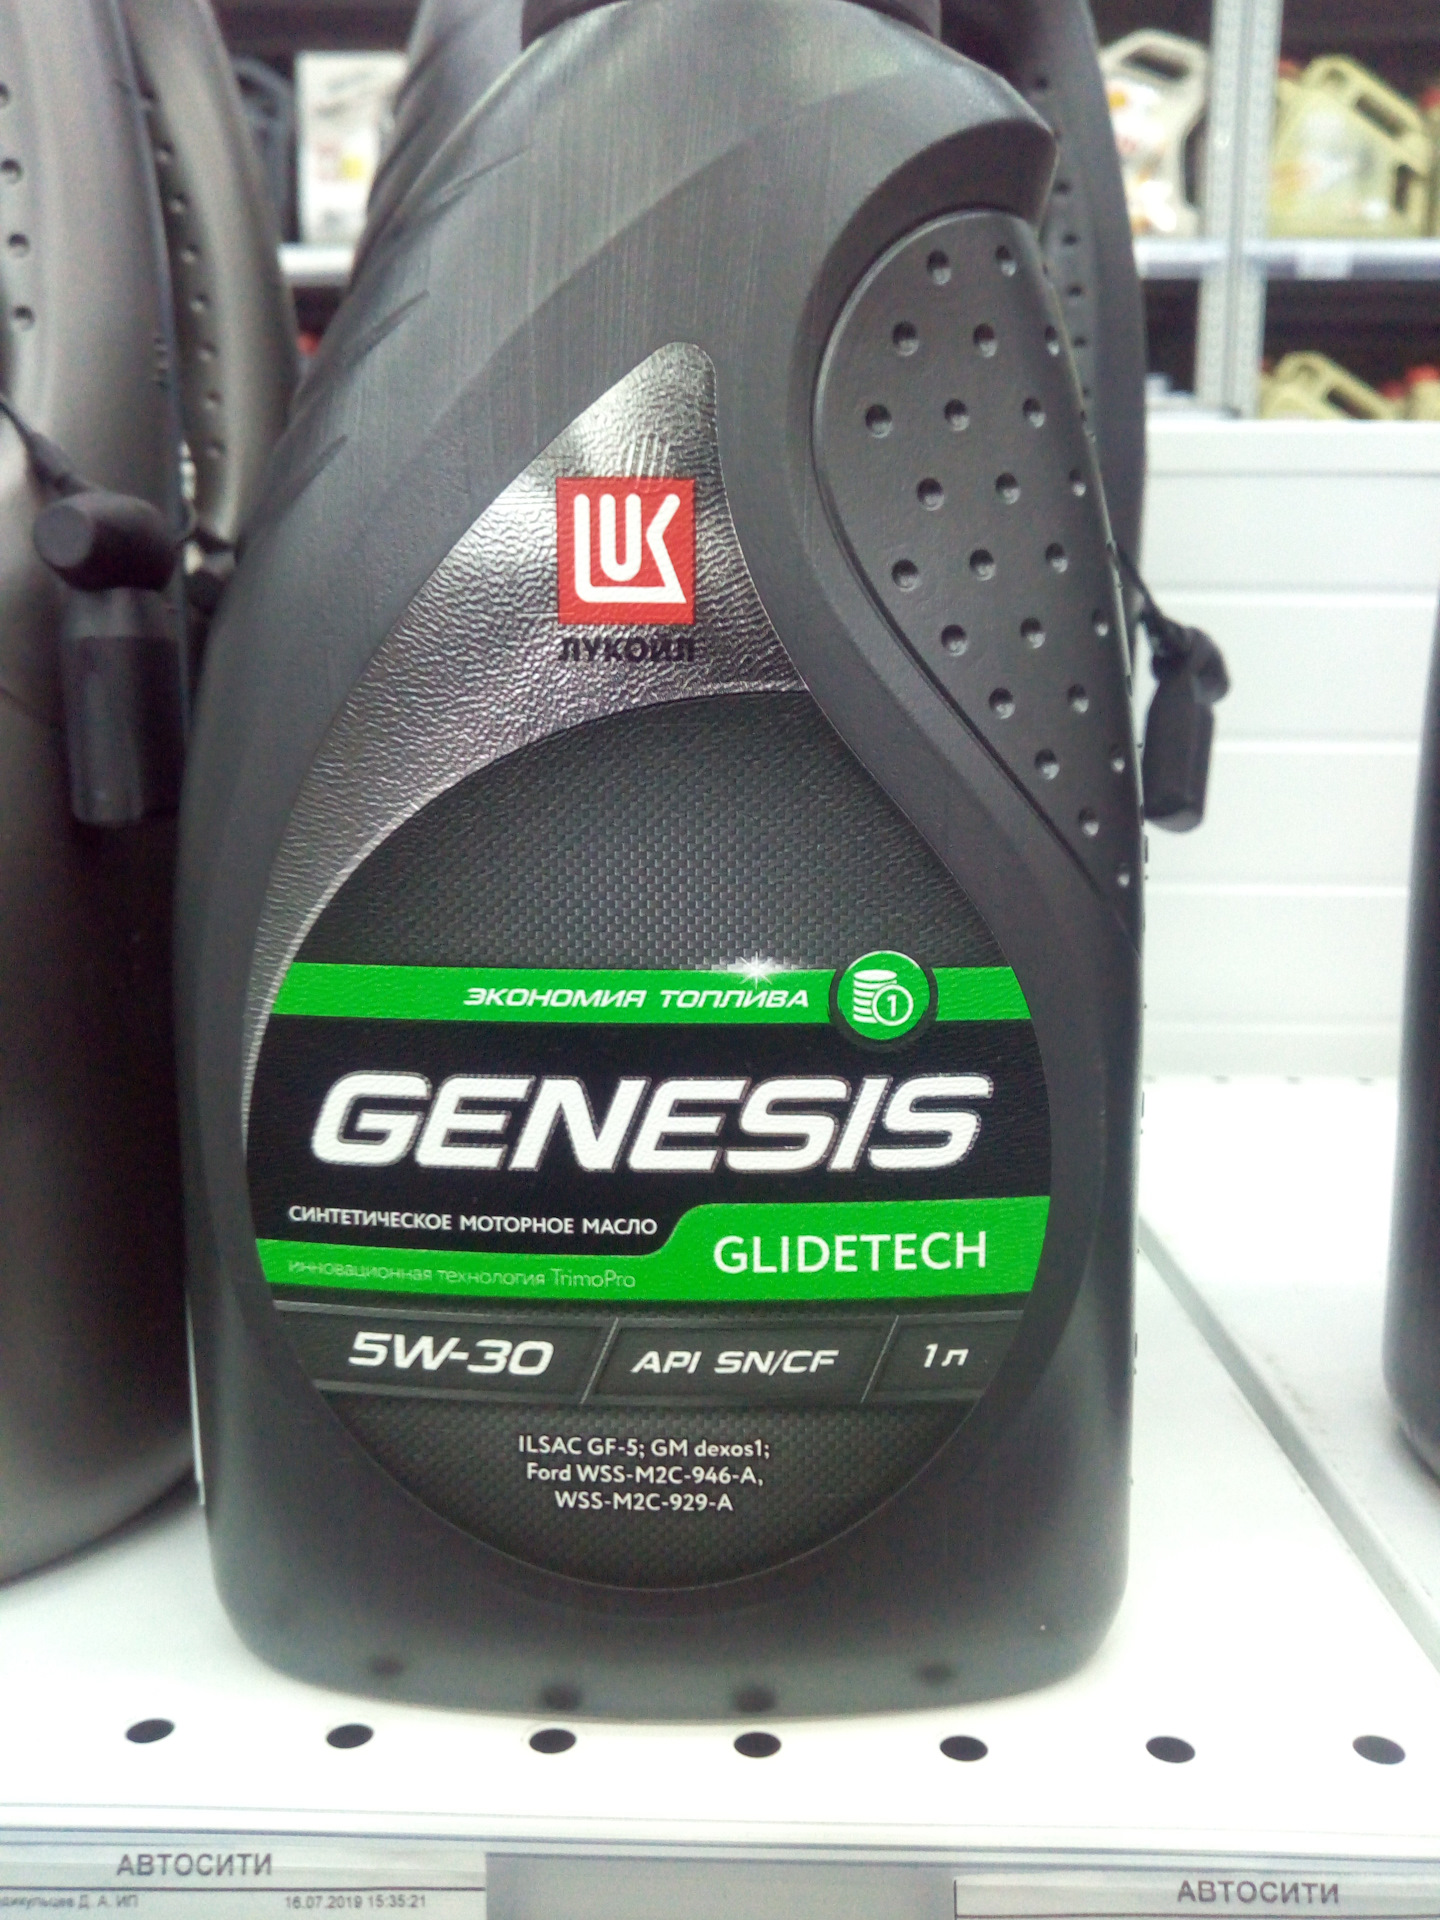 LUK
ЛУКОЙЛ
ЭКОНОМИЯ ТОПЛИВА
1
GENESIS
СИНТЕТИЧЕСКОЕ МОТОРНОЕ МАСЛО
GLIDETECH
инновационная технология TrimoPro
5W-30
API SN/CF
1 л
ILSAC GF-5; GM dexos1;
Ford WSS-M2C-946-A,
WSS-M2C-929-A
АВТОСИТИ
Д. А. ИП 16.07.2019 15:35:21
АВТОСИТИ